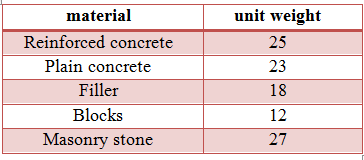 material unit weight
Reinforced concrete 25
Plain concrete 23
Filler 18
Blocks 12
Masonry stone 27